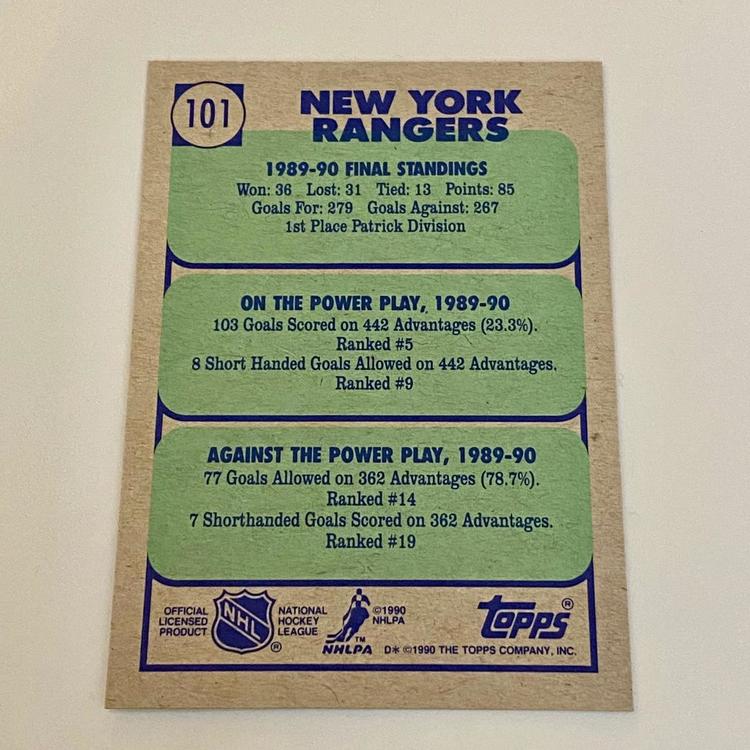 101
NEW YORK
RANGERS
1989-90 FINAL STANDINGS
Won: 36 Lost: 31 Tied: 13 Points: 85
Goals For: 279 Goals Against: 267
1st Place Patrick Division
ON THE POWER PLAY, 1989-90
103 Goals Scored on 442 Advantages (23.3%).
Ranked #5
8 Short Handed Goals Allowed on 442 Advantages.
Ranked #9
AGAINST THE POWER PLAY, 1989-90
77 Goals Allowed on 362 Advantages (78.7%).
Ranked #14
7 Shorthanded Goals Scored on 362 Advantages.
Ranked #19
OFFICIAL
LICENSED
PRODUCT
NHL
®
NATIONAL
HOCKEY
LEAGUE
TM
NHLPA
©1990
NHLPA
topps®
D* ©1990 THE TOPPS COMPANY, INC.